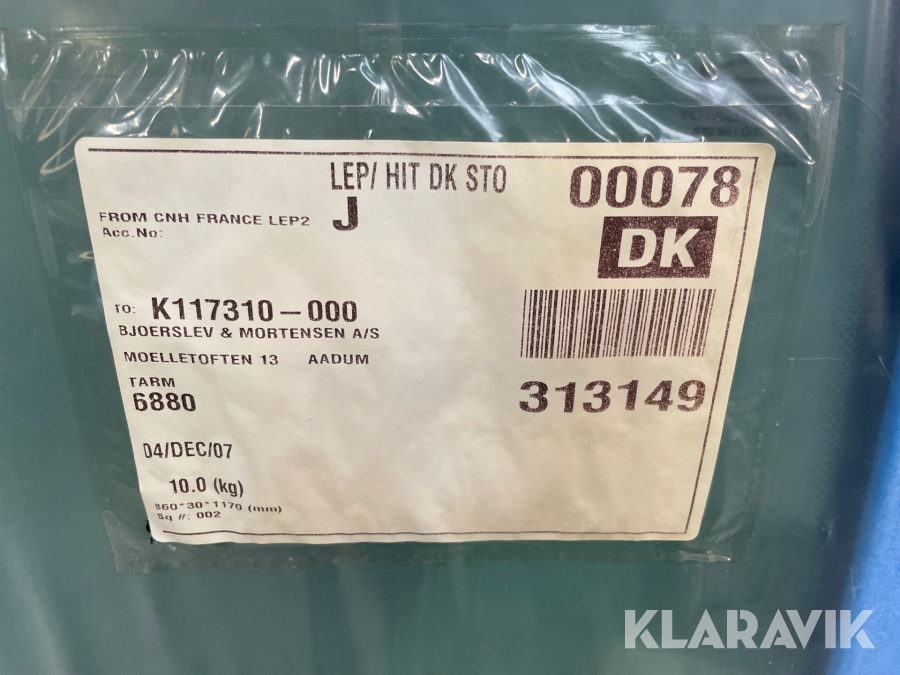 LEP/ HIT DK STO
00078
FROM CNH FRANCE LEP2
J
Acc.No:
DK
TO: K117310-000
BJOERSLEV & MORTENSEN A/S
MOELLETOFTEN 13 AADUM
TARM
6880
313149
04/DEC/07
10.0 (kg)
860*30*1170 (mm)
Sq #: 002
KLARAVIK